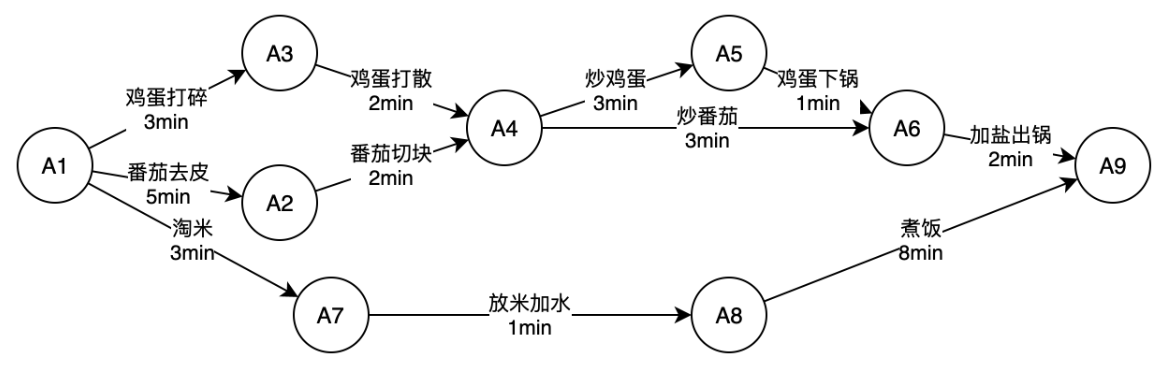 A1
鸡蛋打碎
3min
A3
鸡蛋打散
2min
番茄去皮
5min
A2
番茄切块
2min
A4
炒鸡蛋
3min
A5
鸡蛋下锅
1min
炒番茄
3min
A6
加盐出锅
2min
A9
淘米
3min
A7
放米加水
1min
A8
煮饭
8min